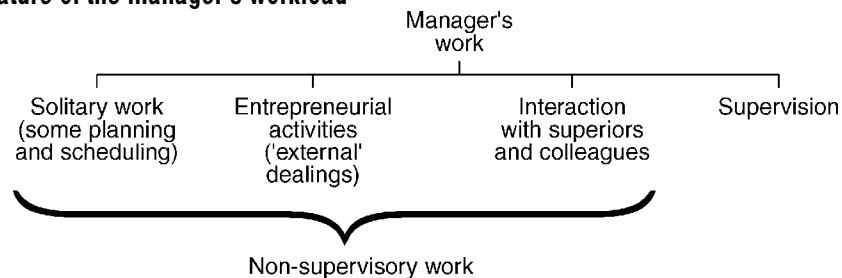 ature of the manager's workload
Manager's
work
Solitary work
(some planning
and scheduling)
Entrepreneurial
activities
('external'
dealings)
Interaction
with superiors
and colleagues
Supervision
Non-supervisory work